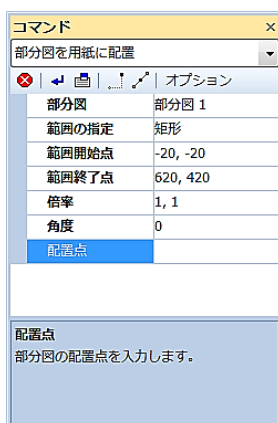 コマンド
部分図を用紙に配置
オプション
部分図 部分図 1
範囲の指定 矩形
範囲開始点 -20, -20
範囲終了点 620, 420
倍率 1, 1
角度 0
配置点
配置点
部分図の配置点を入力します。